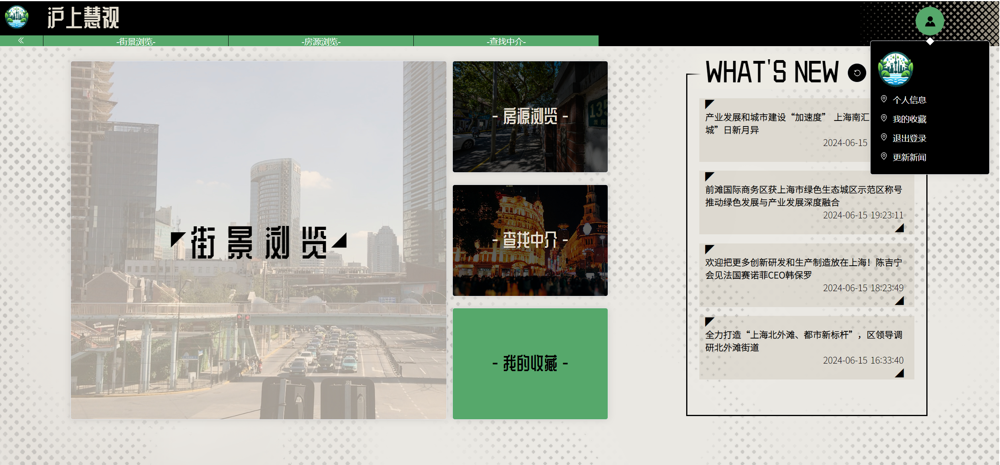 沪上慧视
-街景浏览-
-房源浏览-
-查找中介-
街景浏览
- 房源浏览 -
135
溧阳
- 查找中介 -
MIDO
- 我的收藏 -
WHAT'S NEW
产业发展和城市建设“加速度” 上海南汇
城”日新月异
2024-06-15
前滩国际商务区获上海市绿色生态城区示范区称号
推动绿色发展与产业发展深度融合
2024-06-15 19:23:11
欢迎把更多创新研发和生产制造放在上海！陈吉宁
会见法国赛诺菲CEO韩保罗
2024-06-15 18:23:49
全力打造“上海北外滩、都市新标杆”，区领导调
研北外滩街道
2024-06-15 16:33:40
个人信息
我的收藏
退出登录
更新新闻